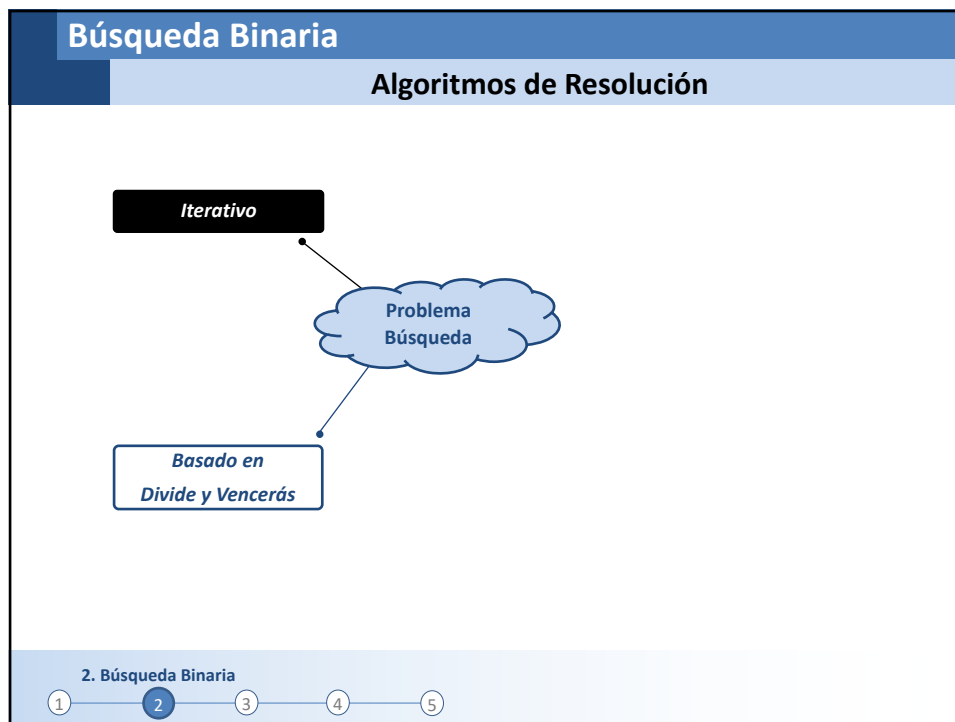 Búsqueda Binaria
Algoritmos de Resolución
Iterativo
Problema
Búsqueda
Basado en
Divide y Vencerás
2. Búsqueda Binaria
1 2 3 4 5